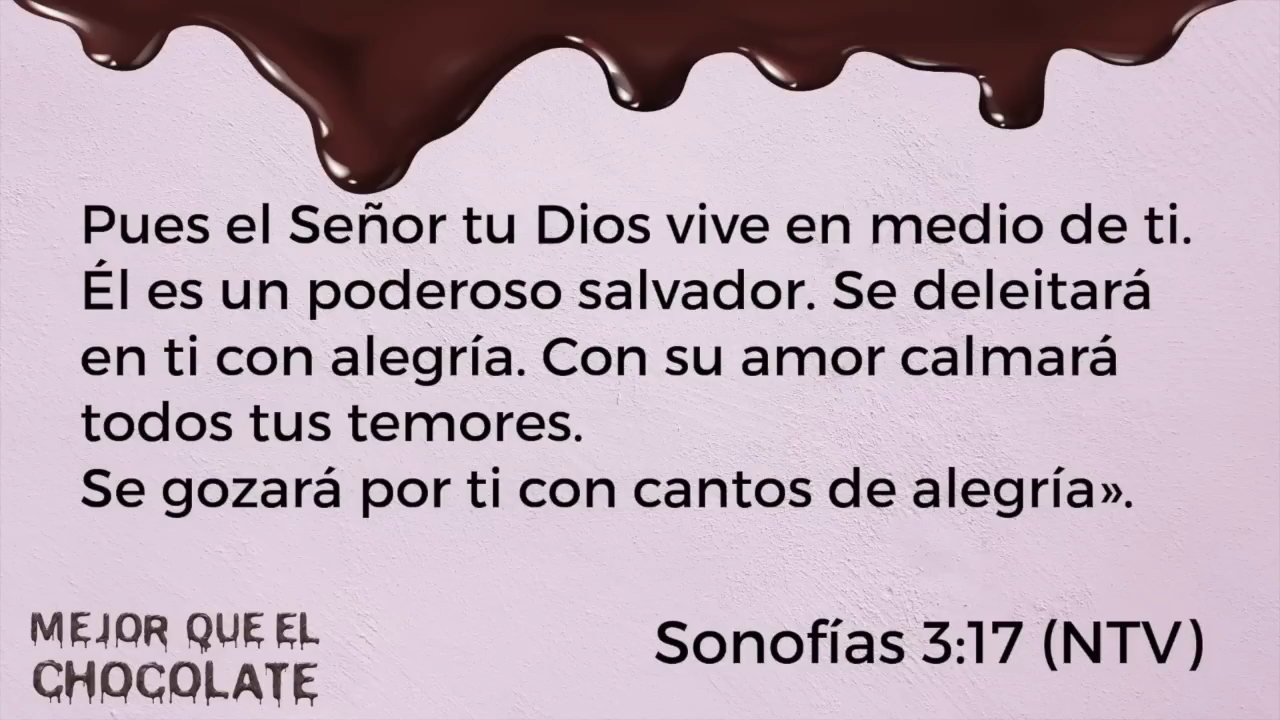 Pues el Señor tu Dios vive en medio de ti.
Él es un poderoso salvador. Se deleitará
en ti con alegría. Con su amor calmará
todos tus temores.
Se gozará por ti con cantos de alegría».
Sonofías 3:17 (NTV)
MEJOR QUE EL
CHOCOLATE